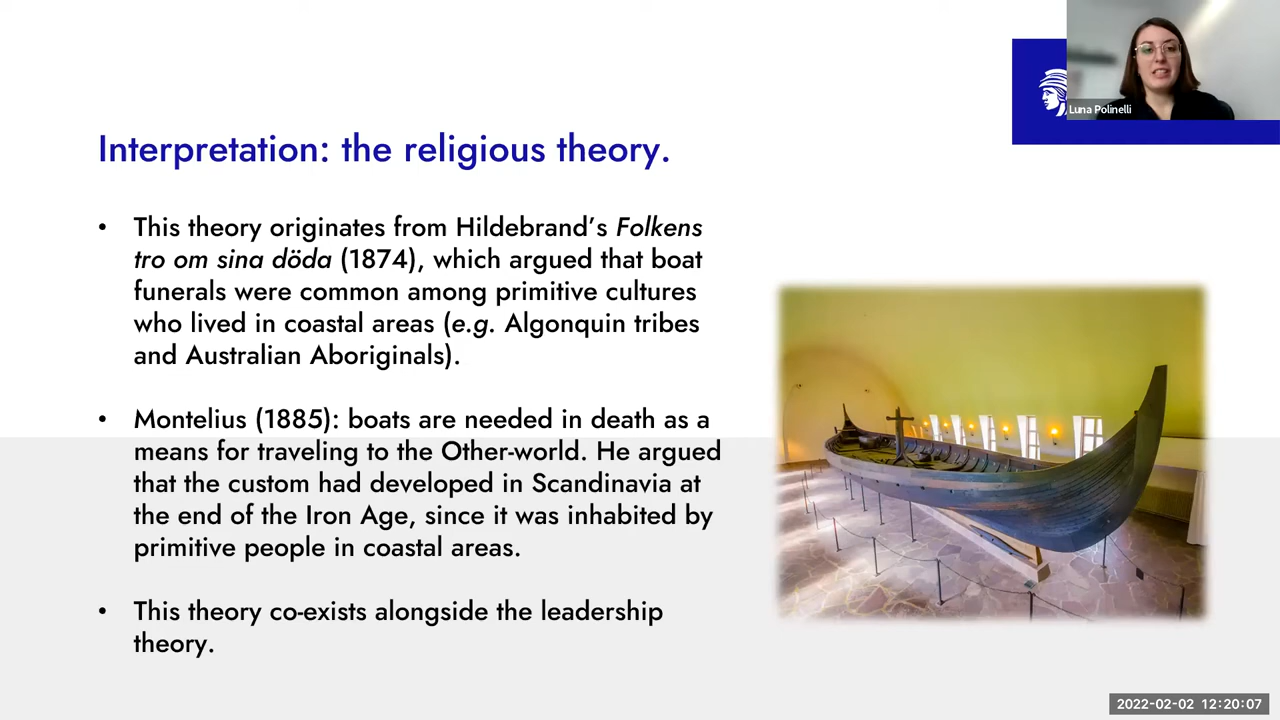 Luna Polinelli
Interpretation: the religious theory.
• This theory originates from Hildebrand’s Folkens
tro om sina döda (1874), which argued that boat
funerals were common among primitive cultures
who lived in coastal areas (e.g. Algonquin tribes
and Australian Aboriginals).
• Montelius (1885): boats are needed in death as a
means for traveling to the Other-world. He argued
that the custom had developed in Scandinavia at
the end of the Iron Age, since it was inhabited by
primitive people in coastal areas.
• This theory co-exists alongside the leadership
theory.
2022-02-02 12:20:07